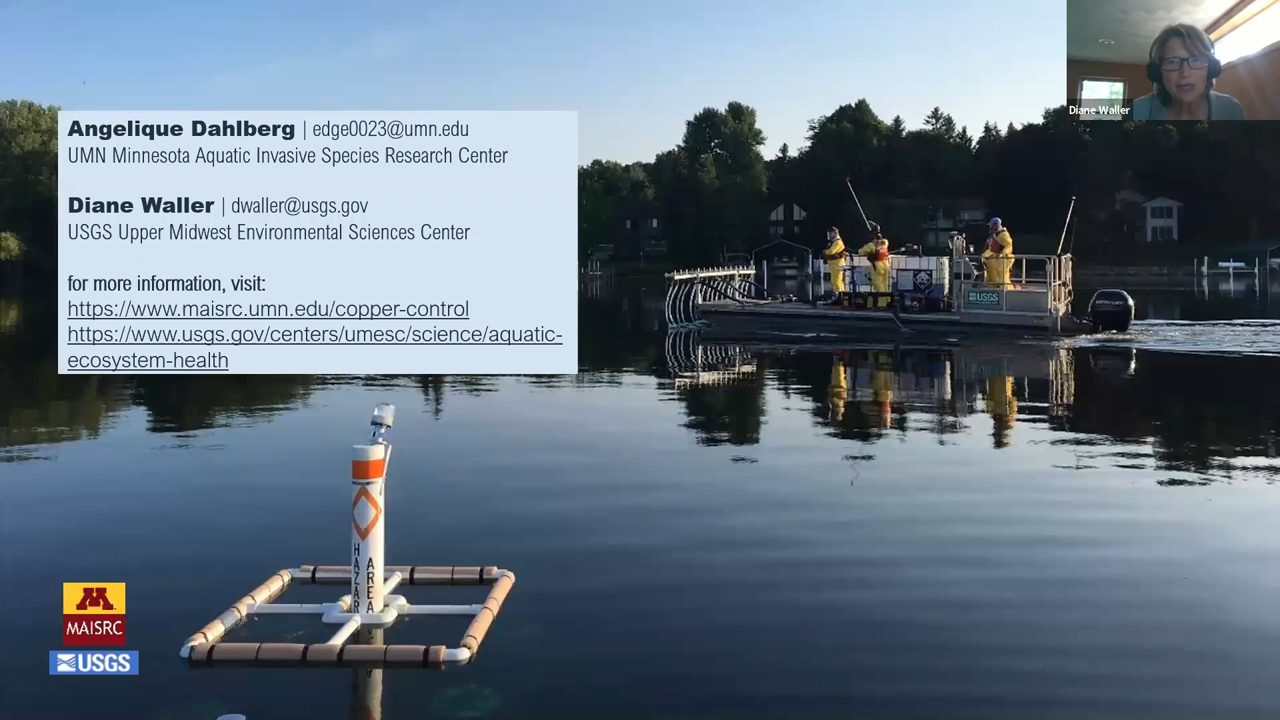 Diane Waller
Angelique Dahlberg | edge0023@umn.edu
UMN Minnesota Aquatic Invasive Species Research Center
Diane Waller | dwaller@usgs.gov
USGS Upper Midwest Environmental Sciences Center
for more information, visit:
https://www.maisrc.umn.edu/copper-control
https://www.usgs.gov/centers/umesc/science/aquatic-
ecosystem-health
USGS
HAZAR
AREA
M
MAISRC
USGS